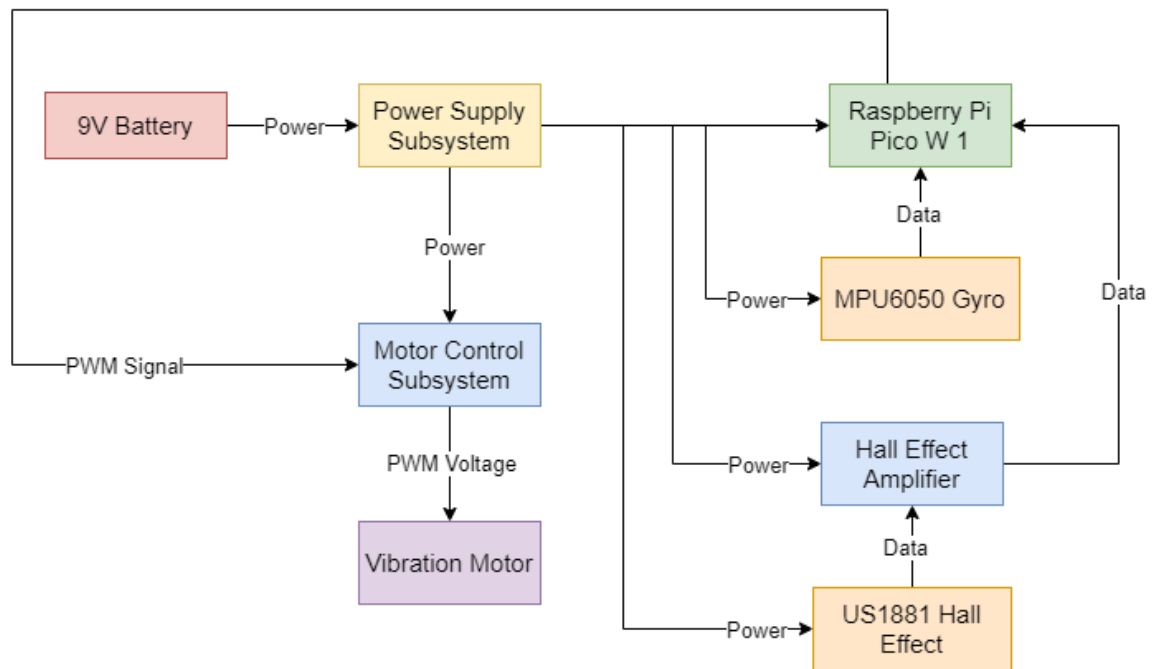 9V Battery
Power
Power Supply
Subsystem
Raspberry Pi
Pico W 1
Data
Power
MPU6050 Gyro
Power
Data
PWM Signal
Motor Control
Subsystem
PWM Voltage
Hall Effect
Amplifier
Power
Data
Vibration Motor
US1881 Hall
Effect
Power